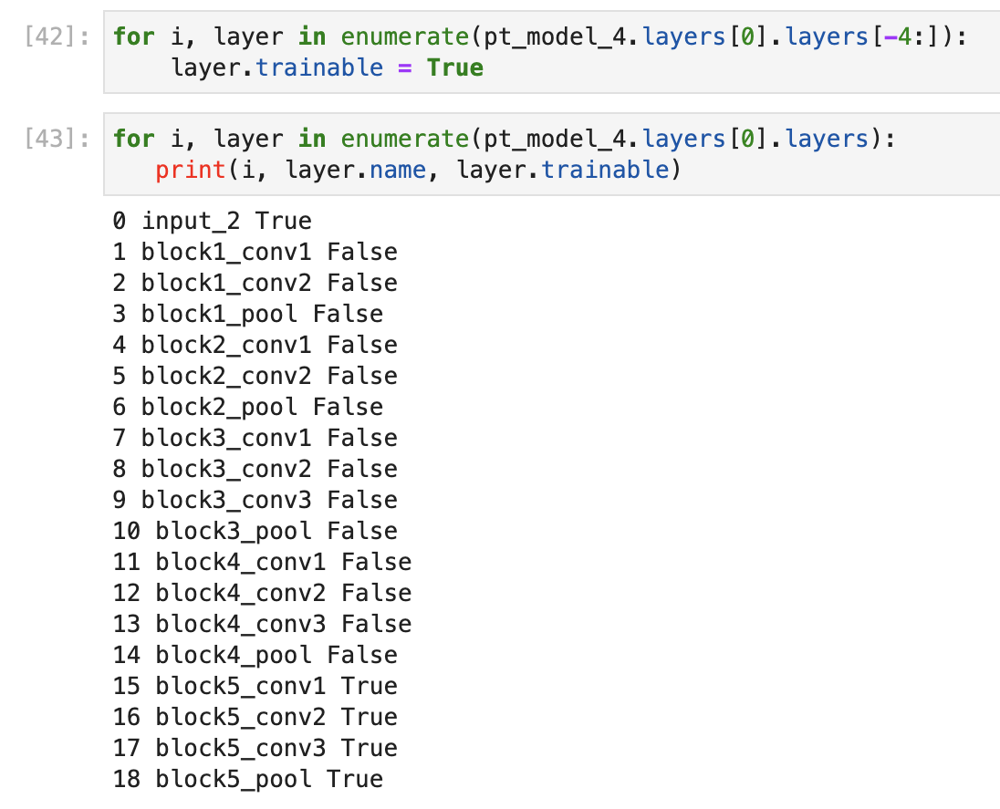 [42]: for i, layer in enumerate(pt_model_4.layers[0].layers[-4:]):
layer.trainable = True
[43]: for i, layer in enumerate(pt_model_4.layers[0].layers):
print(i, layer.name, layer.trainable)
0 input_2 True
1 block1_conv1 False
2 block1_conv2 False
3 block1_pool False
4 block2_conv1 False
5 block2_conv2 False
6 block2_pool False
7 block3_conv1 False
8 block3_conv2 False
9 block3_conv3 False
10 block3_pool False
11 block4_conv1 False
12 block4_conv2 False
13 block4_conv3 False
14 block4_pool False
15 block5_conv1 True
16 block5_conv2 True
17 block5_conv3 True
18 block5_pool True